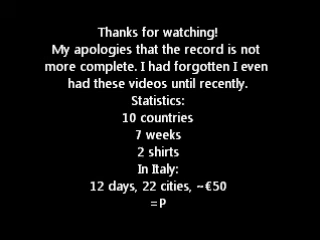 Thanks for watching!
My apologies that the record is not
more complete. I had forgotten I even
had these videos until recently.
Statistics:
10 countries
7 weeks
2 shirts
In Italy:
12 days, 22 cities, ~€50
=P